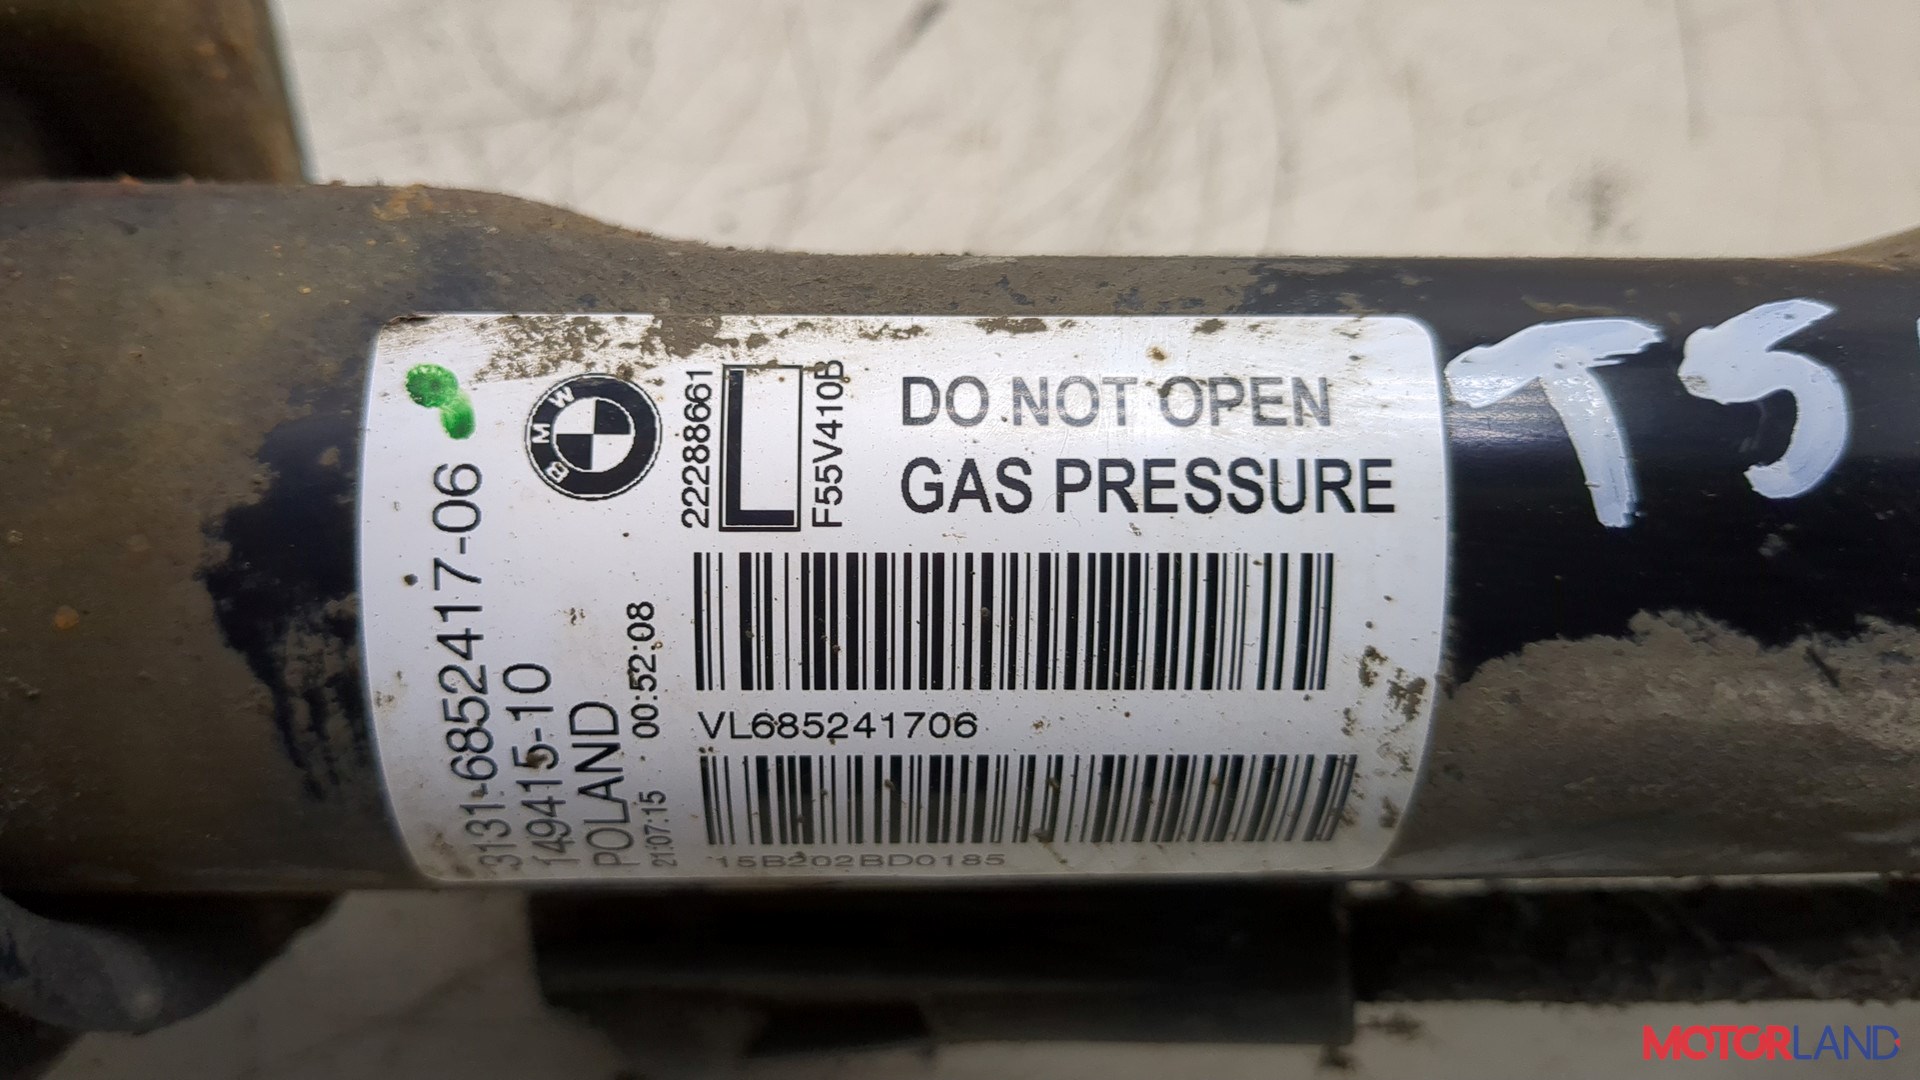 DO NOT OPEN
GAS PRESSURE
BMW
22288661
L
F55V410B
3131-6852417-06
149415-10
POLAND
21:07:15 00:52:08
VL685241706
15B202BD0185
T5
MOTORLAND